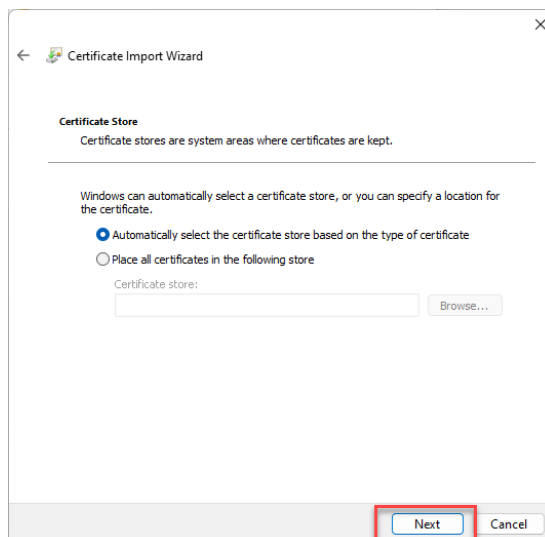 Certificate Import Wizard
Certificate Store
Certificate stores are system areas where certificates are kept.
Windows can automatically select a certificate store, or you can specify a location for
the certificate.
Automatically select the certificate store based on the type of certificate
Place all certificates in the following store
Certificate store:
Browse...
Next
Cancel